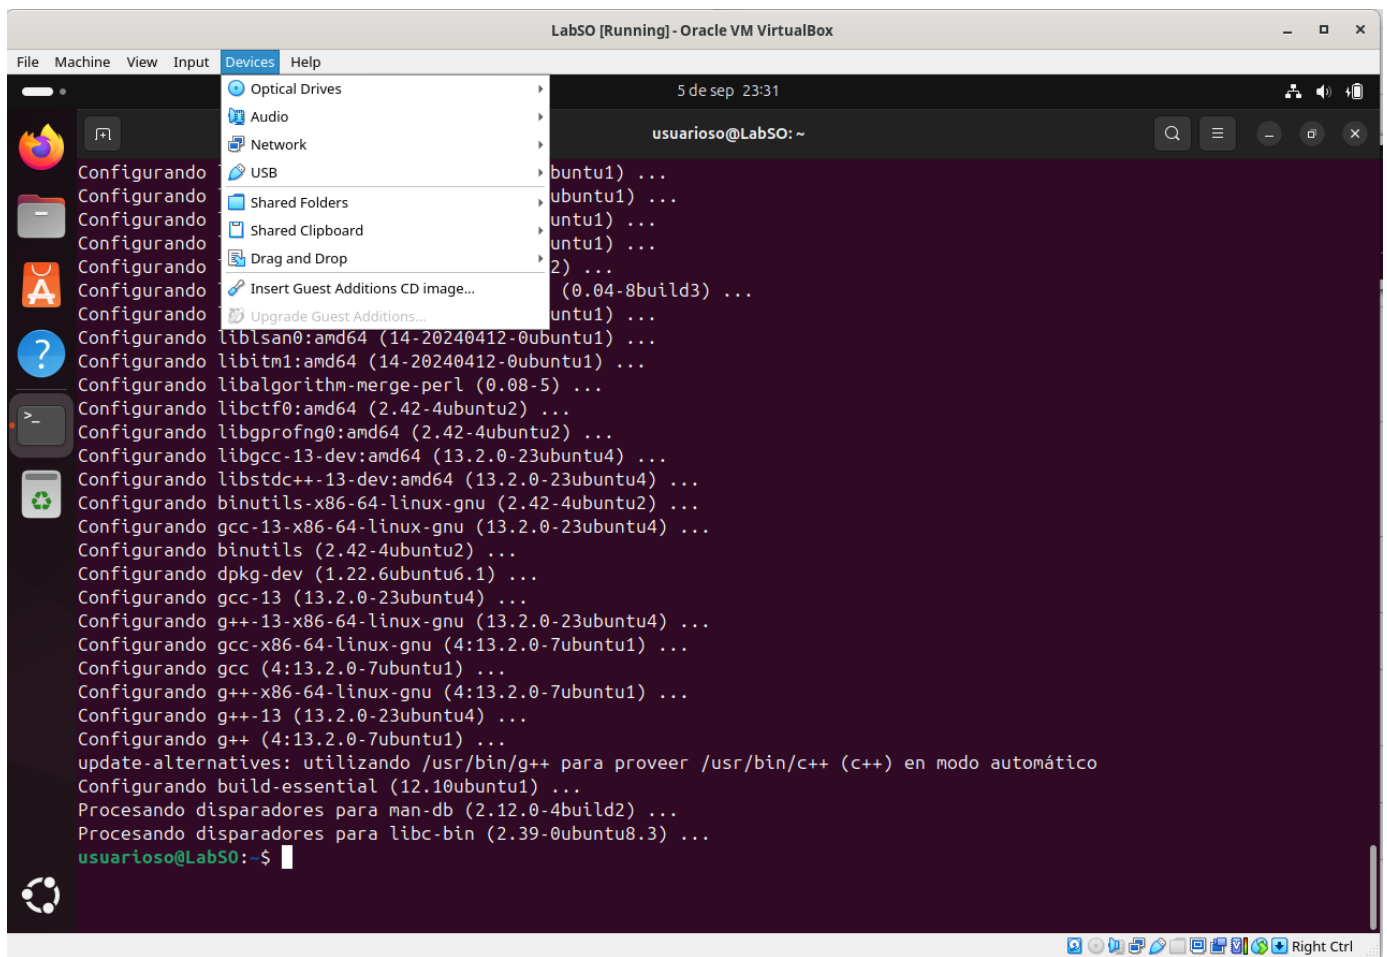 LabSO [Running] - Oracle VM VirtualBox
File Machine View Input Devices Help
Optical Drives
Audio
Network
USB
Shared Folders
Shared Clipboard
Drag and Drop
Insert Guest Additions CD image...
Upgrade Guest Additions...
5 de sep 23:31
usuarioso@LabSO: ~
Configurando buntu1) ...
Configurando ubuntu1) ...
Configurando untu1) ...
Configurando untu1) ...
Configurando 2) ...
Configurando (0.04-8build3) ...
Configurando untu1) ...
Configurando liblsan0:amd64 (14-20240412-0ubuntu1) ...
Configurando libitm1:amd64 (14-20240412-0ubuntu1) ...
Configurando libalgorithm-merge-perl (0.08-5) ...
Configurando libctf0:amd64 (2.42-4ubuntu2) ...
Configurando libgprofng0:amd64 (2.42-4ubuntu2) ...
Configurando libgcc-13-dev:amd64 (13.2.0-23ubuntu4) ...
Configurando libstdc++-13-dev:amd64 (13.2.0-23ubuntu4) ...
Configurando binutils-x86-64-linux-gnu (2.42-4ubuntu2) ...
Configurando gcc-13-x86-64-linux-gnu (13.2.0-23ubuntu4) ...
Configurando binutils (2.42-4ubuntu2) ...
Configurando dpkg-dev (1.22.6ubuntu6.1) ...
Configurando gcc-13 (13.2.0-23ubuntu4) ...
Configurando g++-13-x86-64-linux-gnu (13.2.0-23ubuntu4) ...
Configurando gcc-x86-64-linux-gnu (4:13.2.0-7ubuntu1) ...
Configurando gcc (4:13.2.0-7ubuntu1) ...
Configurando g++-x86-64-linux-gnu (4:13.2.0-7ubuntu1) ...
Configurando g++-13 (13.2.0-23ubuntu4) ...
Configurando g++ (4:13.2.0-7ubuntu1) ...
update-alternatives: utilizando /usr/bin/g++ para proveer /usr/bin/c++ (c++) en modo automático
Configurando build-essential (12.10ubuntu1) ...
Procesando disparadores para man-db (2.12.0-4build2) ...
Procesando disparadores para libc-bin (2.39-0ubuntu8.3) ...
usuarioso@LabSO:~$
Right Ctrl